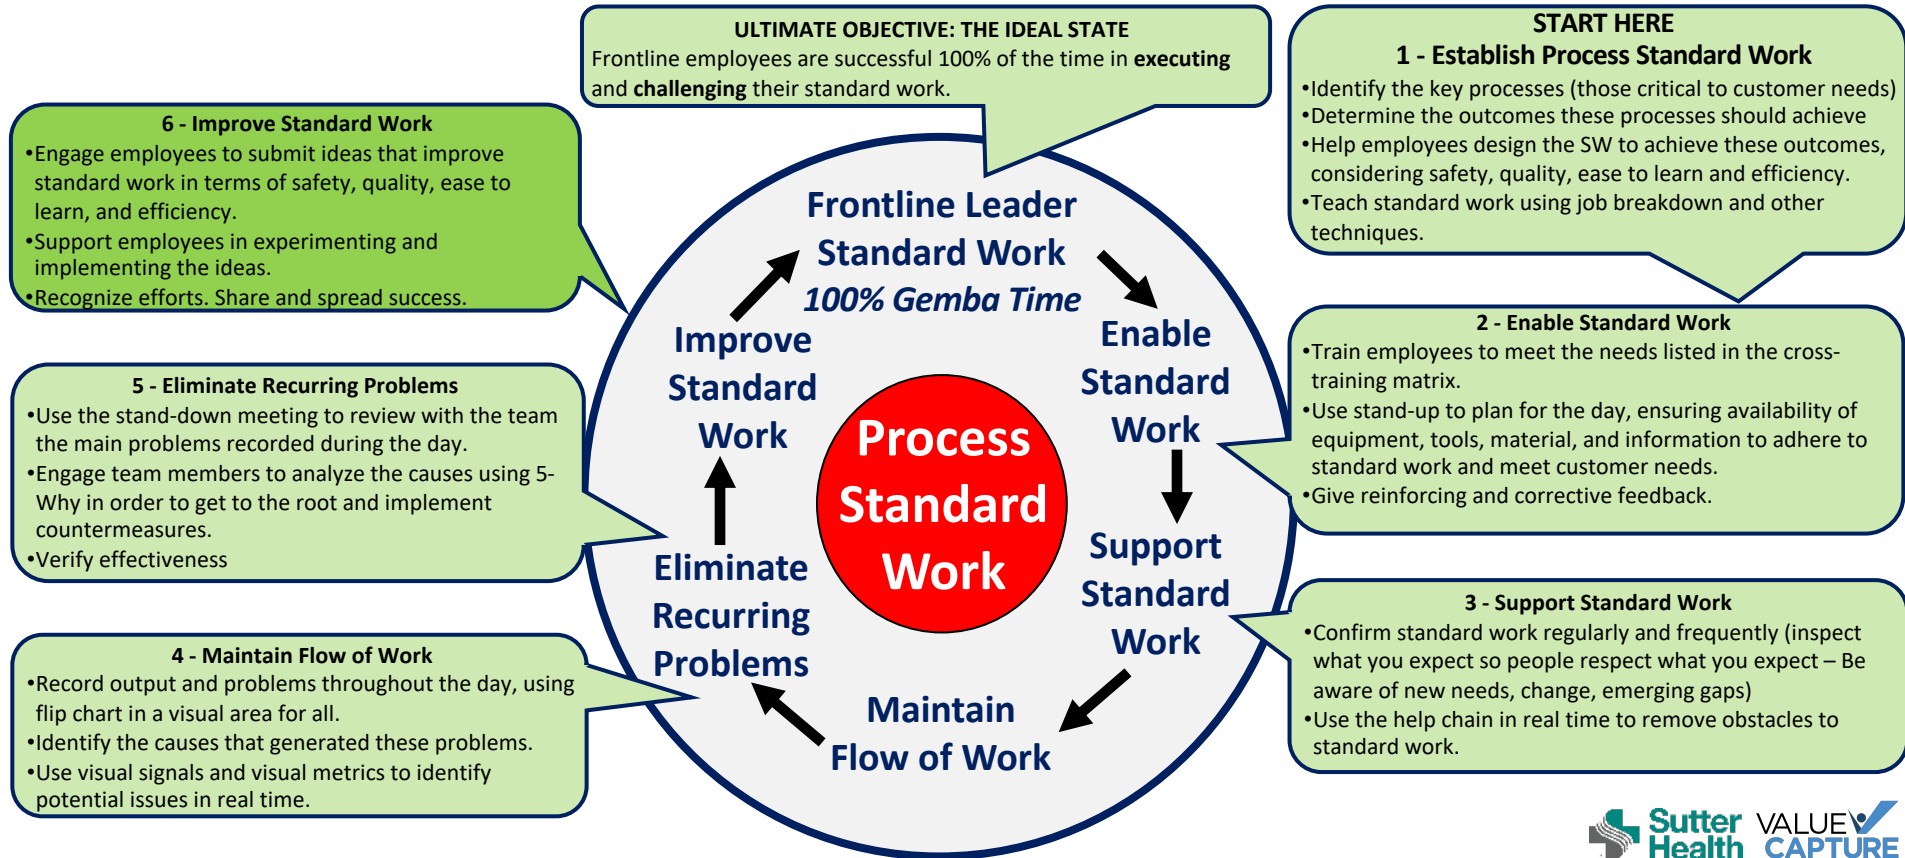 ULTIMATE OBJECTIVE: THE IDEAL STATE
Frontline employees are successful 100% of the time in executing
and challenging their standard work.
START HERE
1 - Establish Process Standard Work
•Identify the key processes (those critical to customer needs)
•Determine the outcomes these processes should achieve
•Help employees design the SW to achieve these outcomes,
considering safety, quality, ease to learn and efficiency.
•Teach standard work using job breakdown and other
techniques.
2 - Enable Standard Work
•Train employees to meet the needs listed in the cross-
training matrix.
•Use stand-up to plan for the day, ensuring availability of
equipment, tools, material, and information to adhere to
standard work and meet customer needs.
•Give reinforcing and corrective feedback.
3 - Support Standard Work
•Confirm standard work regularly and frequently (inspect
what you expect so people respect what you expect – Be
aware of new needs, change, emerging gaps)
•Use the help chain in real time to remove obstacles to
standard work.
4 - Maintain Flow of Work
•Record output and problems throughout the day, using
flip chart in a visual area for all.
•Identify the causes that generated these problems.
•Use visual signals and visual metrics to identify
potential issues in real time.
5 - Eliminate Recurring Problems
•Use the stand-down meeting to review with the team
the main problems recorded during the day.
•Engage team members to analyze the causes using 5-
Why in order to get to the root and implement
countermeasures.
•Verify effectiveness
6 - Improve Standard Work
•Engage employees to submit ideas that improve
standard work in terms of safety, quality, ease to
learn, and efficiency.
•Support employees in experimenting and
implementing the ideas.
•Recognize efforts. Share and spread success.
Frontline Leader
Standard Work
100% Gemba Time
Enable
Standard
Work
Support
Standard
Work
Maintain
Flow of Work
Eliminate
Recurring
Problems
Improve
Standard
Work
Process
Standard
Work
Sutter
Health
VALUE
CAPTURE